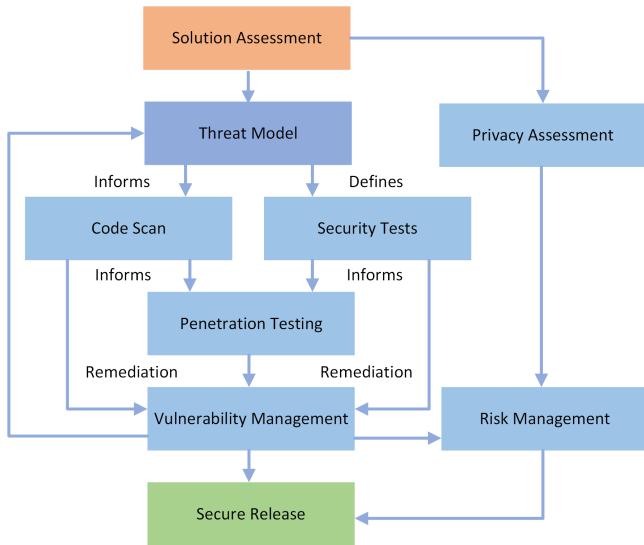 Solution Assessment
Threat Model
Privacy Assessment
Informs
Defines
Code Scan
Security Tests
Informs
Informs
Penetration Testing
Remediation
Remediation
Vulnerability Management
Risk Management
Secure Release